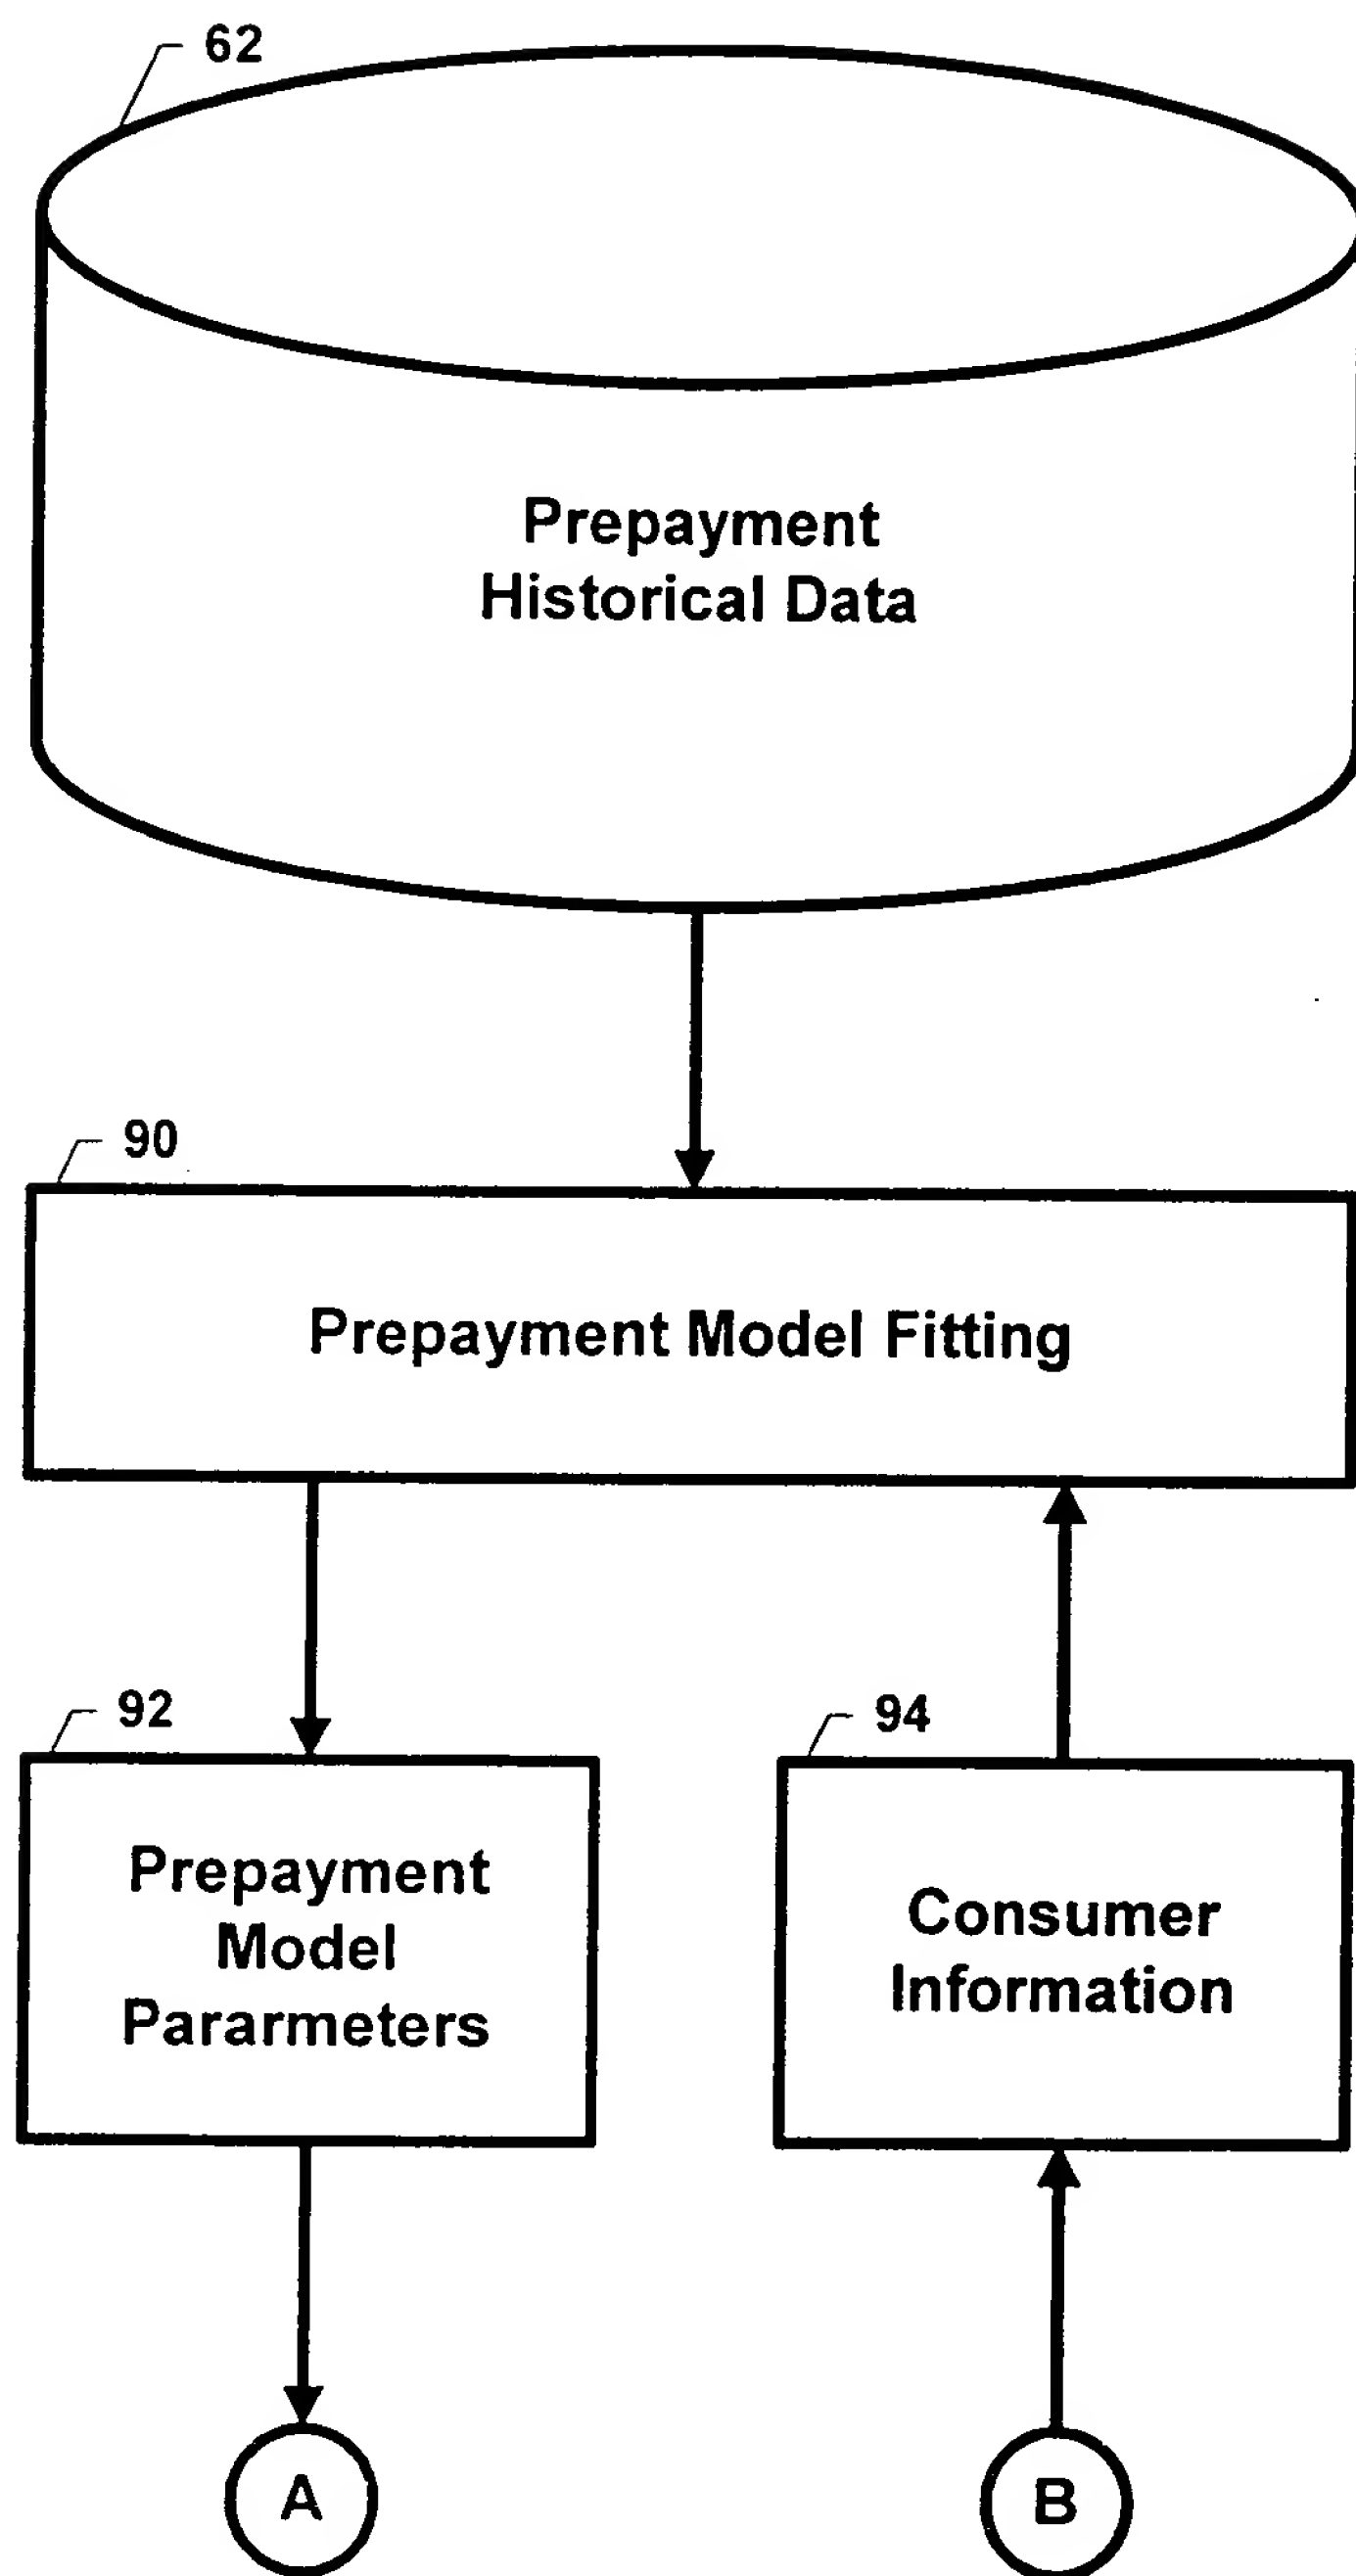 62
Prepayment
Historical Data
90
Prepayment Model Fitting
92
94
Prepayment
Model
Pararmeters
Consumer
Information
A
B